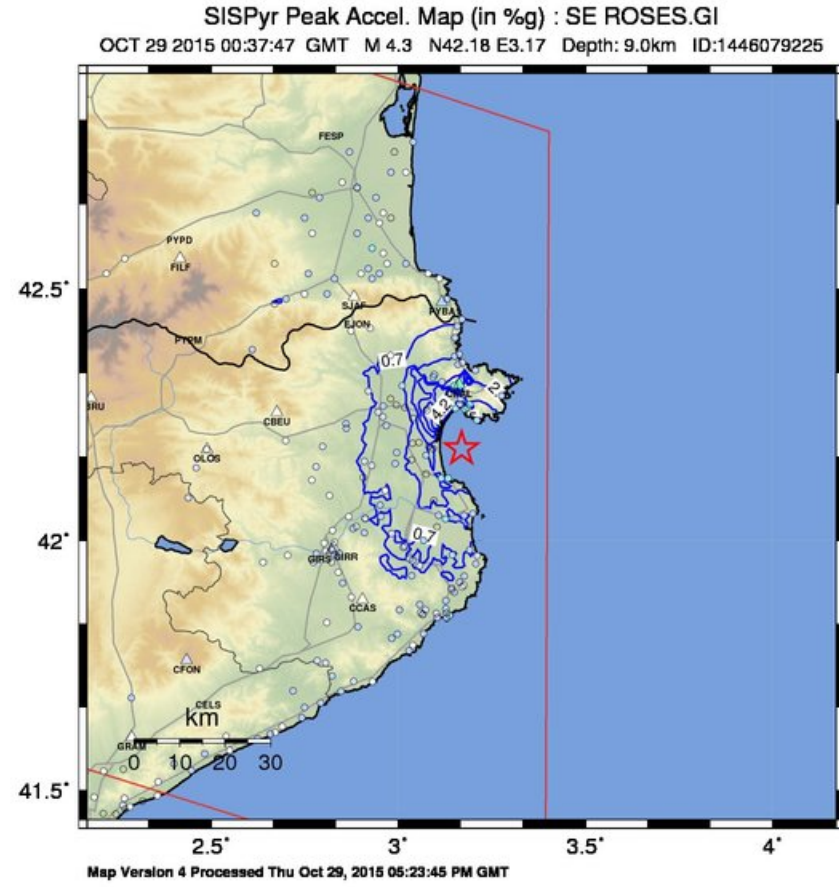 SISPyr Peak Accel. Map (in %g) : SE ROSES.GI
OCT 29 2015 00:37:47 GMT M 4.3 N42.18 E3.17 Depth: 9.0km ID:1446079225
FESP
PYPD
FILF
42.5°
SJAF
PYBA
EJON
PYPM
0.7
2
4.2
BRU
CBEU
OLOS
42°
0.7
GIRS GIRR
CCAS
CFON
CELS
km
GRAM
0 10 20 30
41.5°
2.5° 3° 3.5° 4°
Map Version 4 Processed Thu Oct 29, 2015 05:23:45 PM GMT